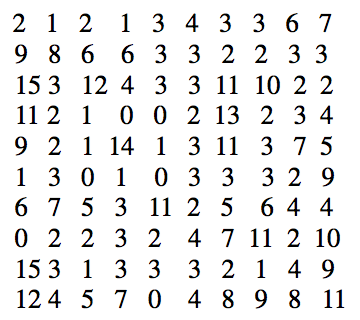 2 1 2 1 3 4 3 3 6 7
9 8 6 6 3 3 2 2 3 3
15 3 12 4 3 3 11 10 2 2
11 2 1 0 0 2 13 2 3 4
9 2 1 14 1 3 11 3 7 5
1 3 0 1 0 3 3 3 2 9
6 7 5 3 11 2 5 6 4 4
0 2 2 3 2 4 7 11 2 10
15 3 1 3 3 3 2 1 4 9
12 4 5 7 0 4 8 9 8 11